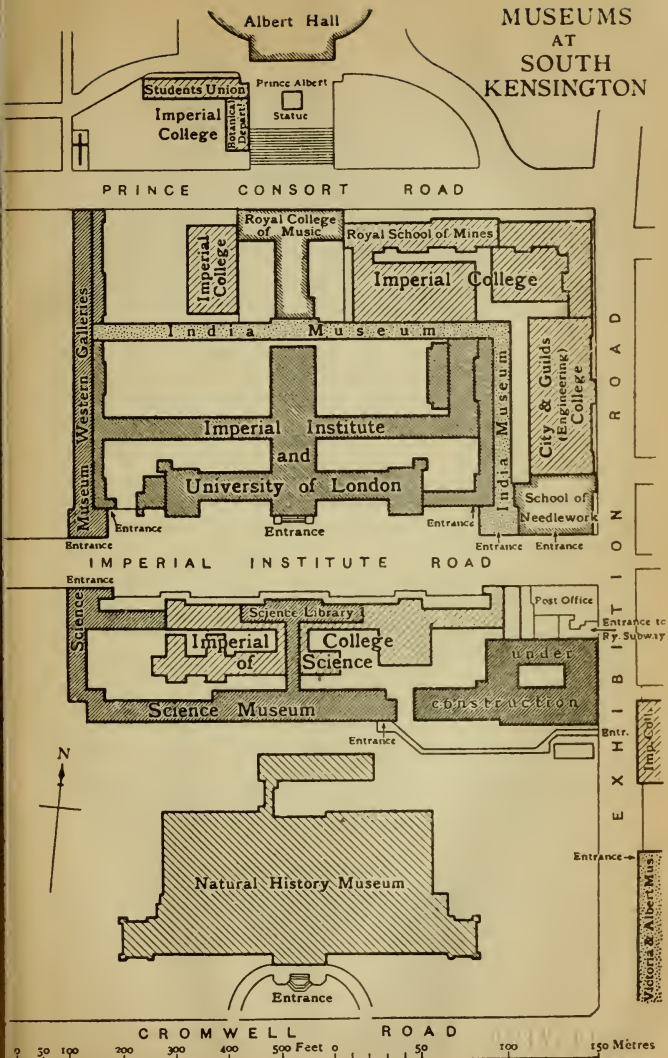 MUSEUMS
AT
SOUTH
KENSINGTON
Albert Hall
Students Union
Prince Albert
Statue
Imperial
College
Botanical
Depart.t
PRINCE CONSORT ROAD
Royal College
of Music
Royal School of Mines
Imperial
College
Imperial College
India Museum
Museum Western Galleries
Imperial Institute
and
University of London
India Museum
City & Guilds
(Engineering)
College
School of
Needlework
Entrance
Entrance
Entrance
Entrance
Entrance
Entrance
IMPERIAL INSTITUTE ROAD
Entrance
Science
Science Library
Imperial College
of Science
Post Office
Entrance to
Ry. Subway
under
construction
Science Museum
Entrance
Entr.
Imp. Coll.
EXHIBITION ROAD
N
Natural History Museum
Entrance
Entrance
Victoria & Albert Mus.
CROMWELL ROAD
0 50 100 300 400 500 Feet 0 50 100 150 Metres